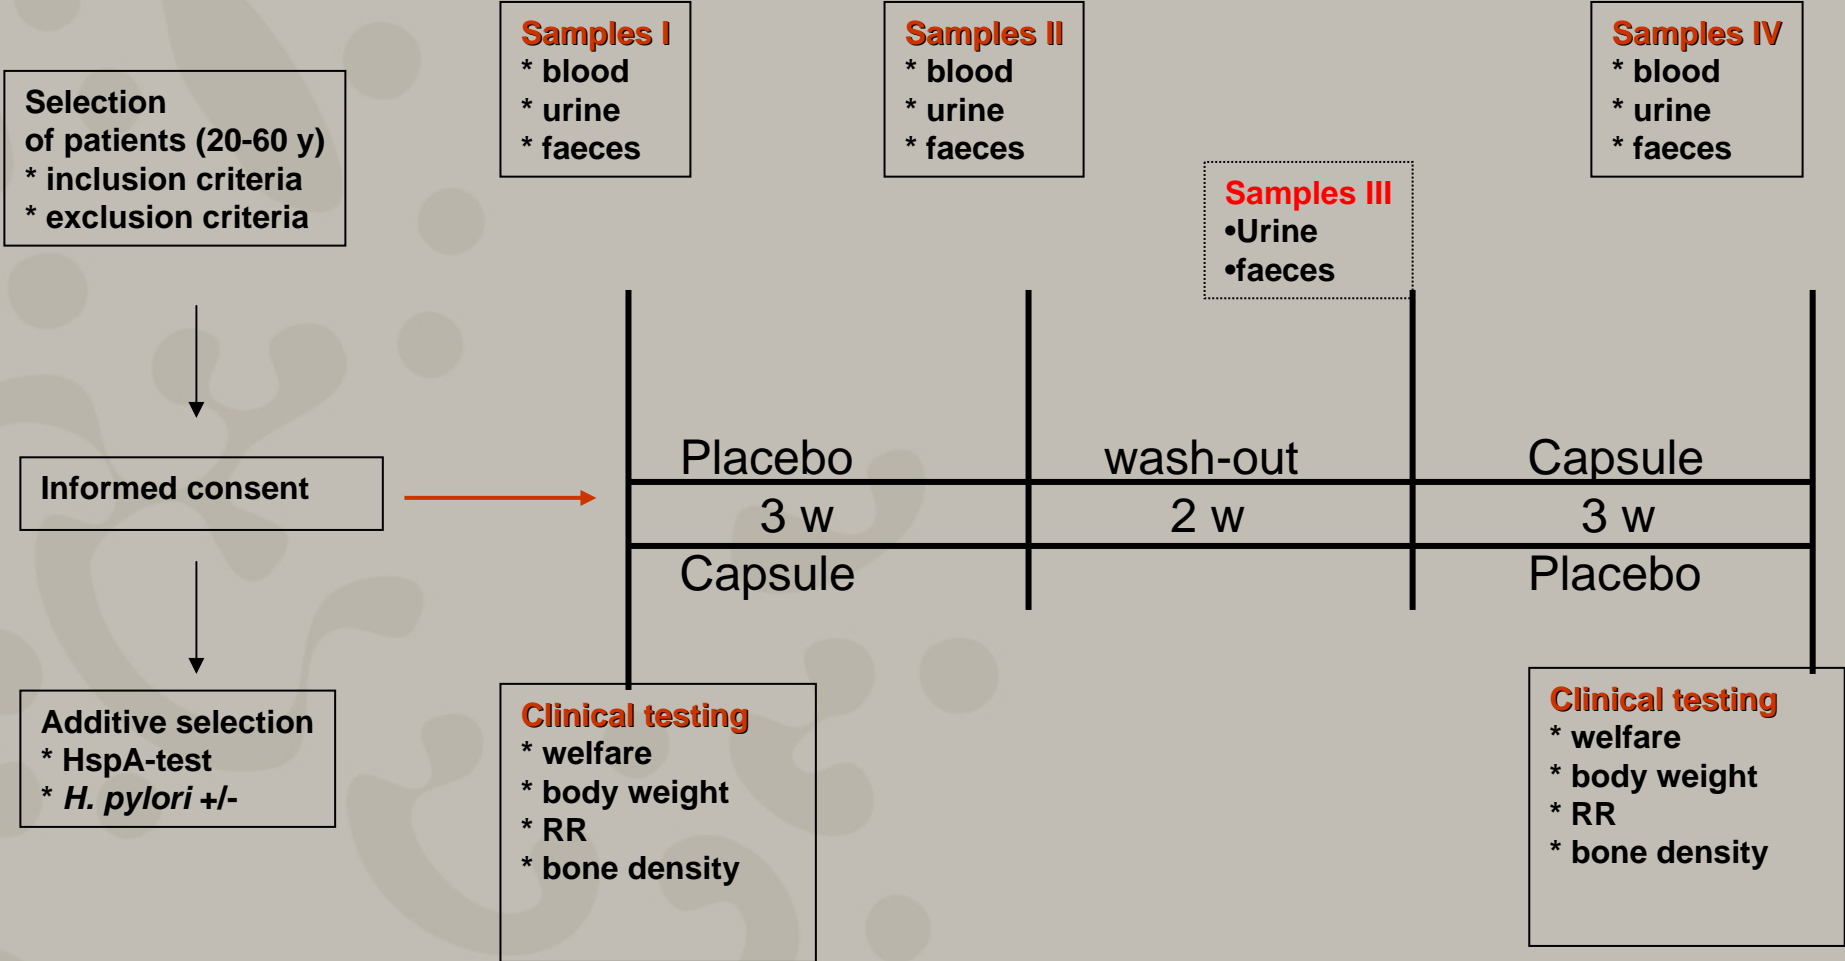 Selection
of patients (20-60 y)
* inclusion criteria
* exclusion criteria
Informed consent
Additive selection
* HspA-test
* H. pylori +/-
Samples I
* blood
* urine
* faeces
Samples II
* blood
* urine
* faeces
Samples III
•Urine
•faeces
Samples IV
* blood
* urine
* faeces
Placebo
wash-out
Capsule
3 w
2 w
3 w
Capsule
Placebo
Clinical testing
* welfare
* body weight
* RR
* bone density
Clinical testing
* welfare
* body weight
* RR
* bone density